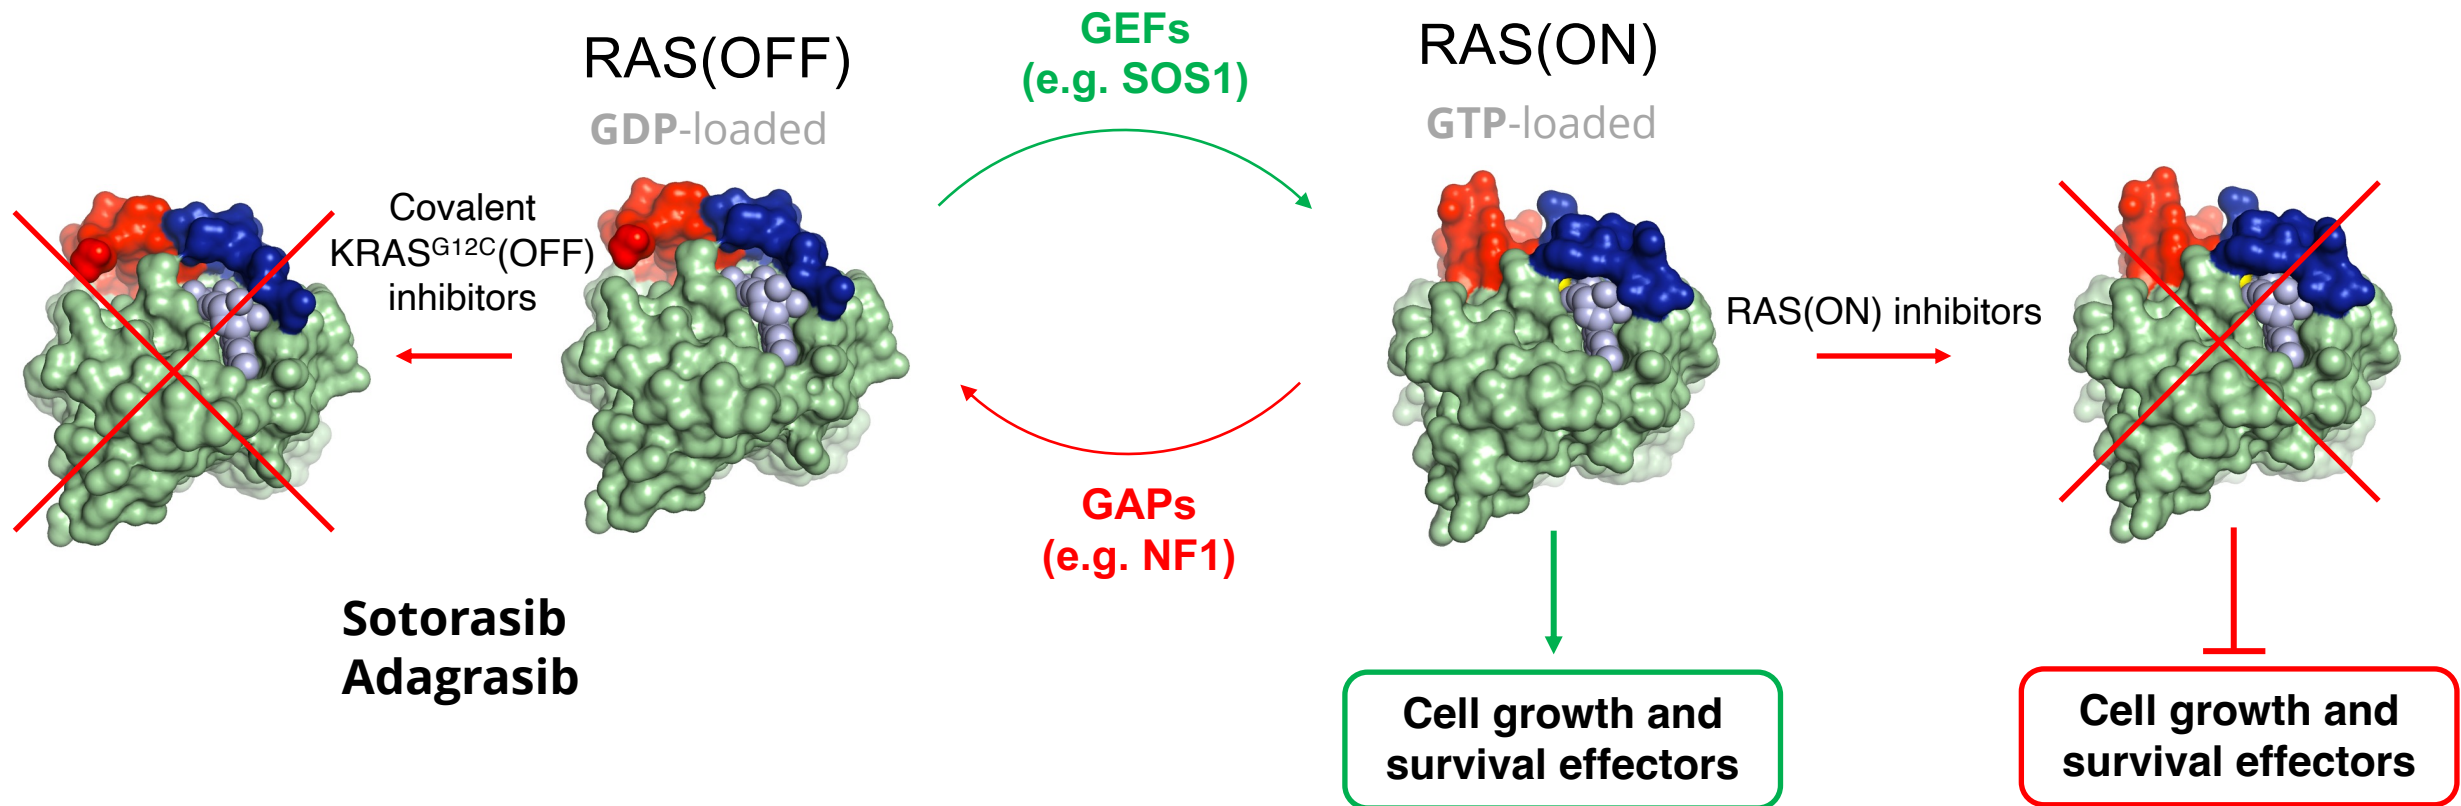 RAS(OFF)
GDP-loaded
GEFs
(e.g. SOS1)
RAS(ON)
GTP-loaded
Covalent
KRASG12C(OFF)
inhibitors
RAS(ON) inhibitors
GAPs
(e.g. NF1)
Sotorasib
Adagrasib
Cell growth and
survival effectors
Cell growth and
survival effectors